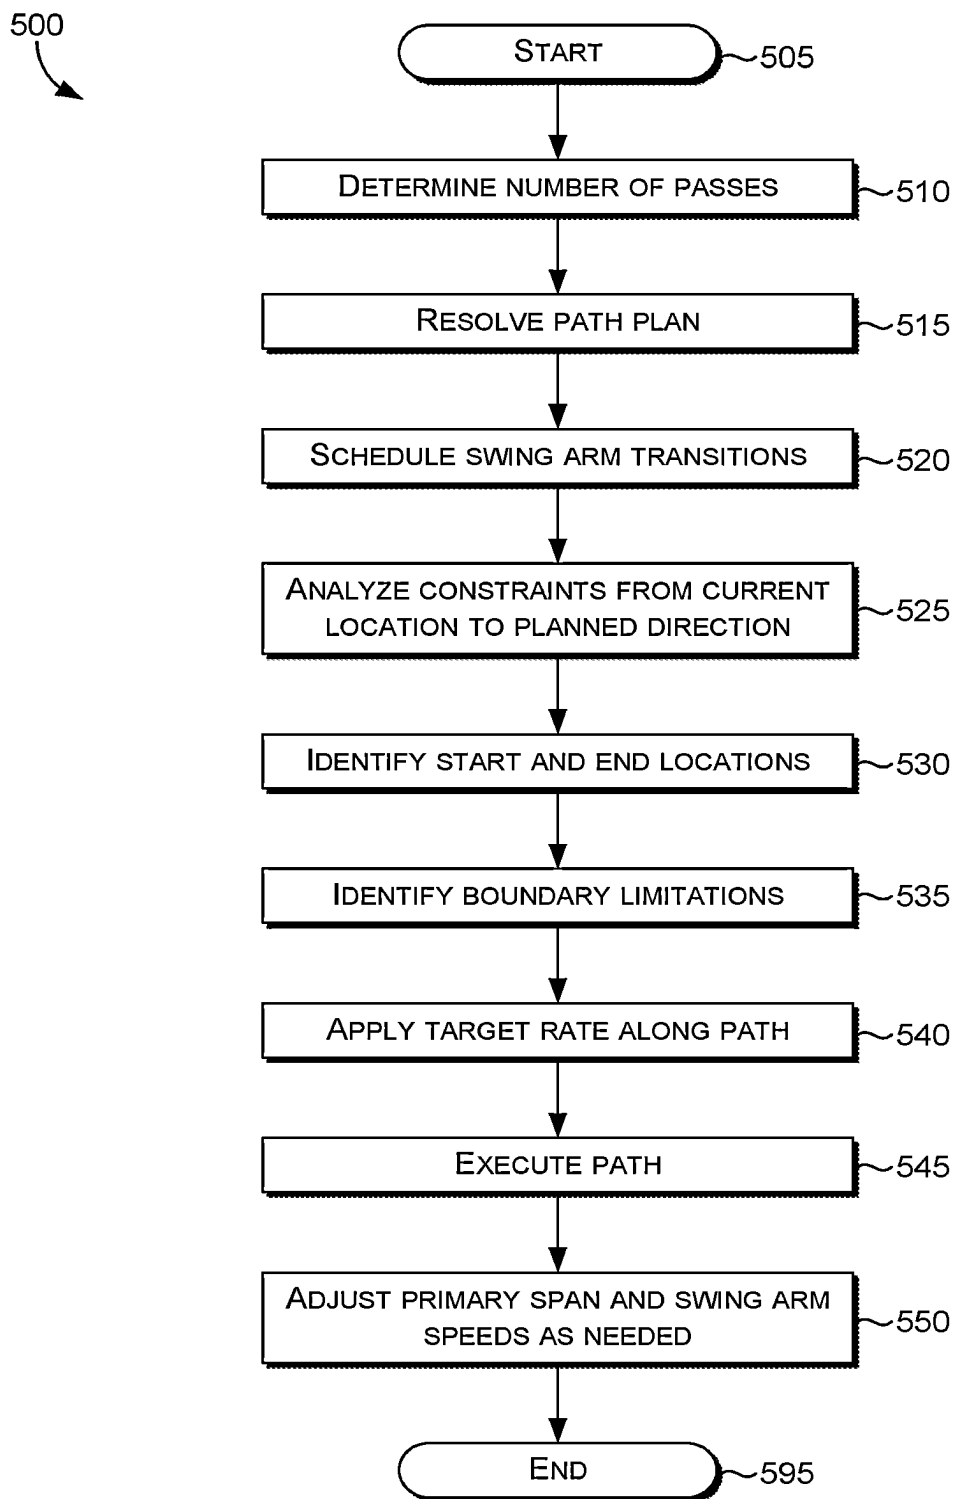 500
START
505
DETERMINE NUMBER OF PASSES
510
RESOLVE PATH PLAN
515
SCHEDULE SWING ARM TRANSITIONS
520
ANALYZE CONSTRAINTS FROM CURRENT
LOCATION TO PLANNED DIRECTION
525
IDENTIFY START AND END LOCATIONS
530
IDENTIFY BOUNDARY LIMITATIONS
535
APPLY TARGET RATE ALONG PATH
540
EXECUTE PATH
545
ADJUST PRIMARY SPAN AND SWING ARM
SPEEDS AS NEEDED
550
END
595